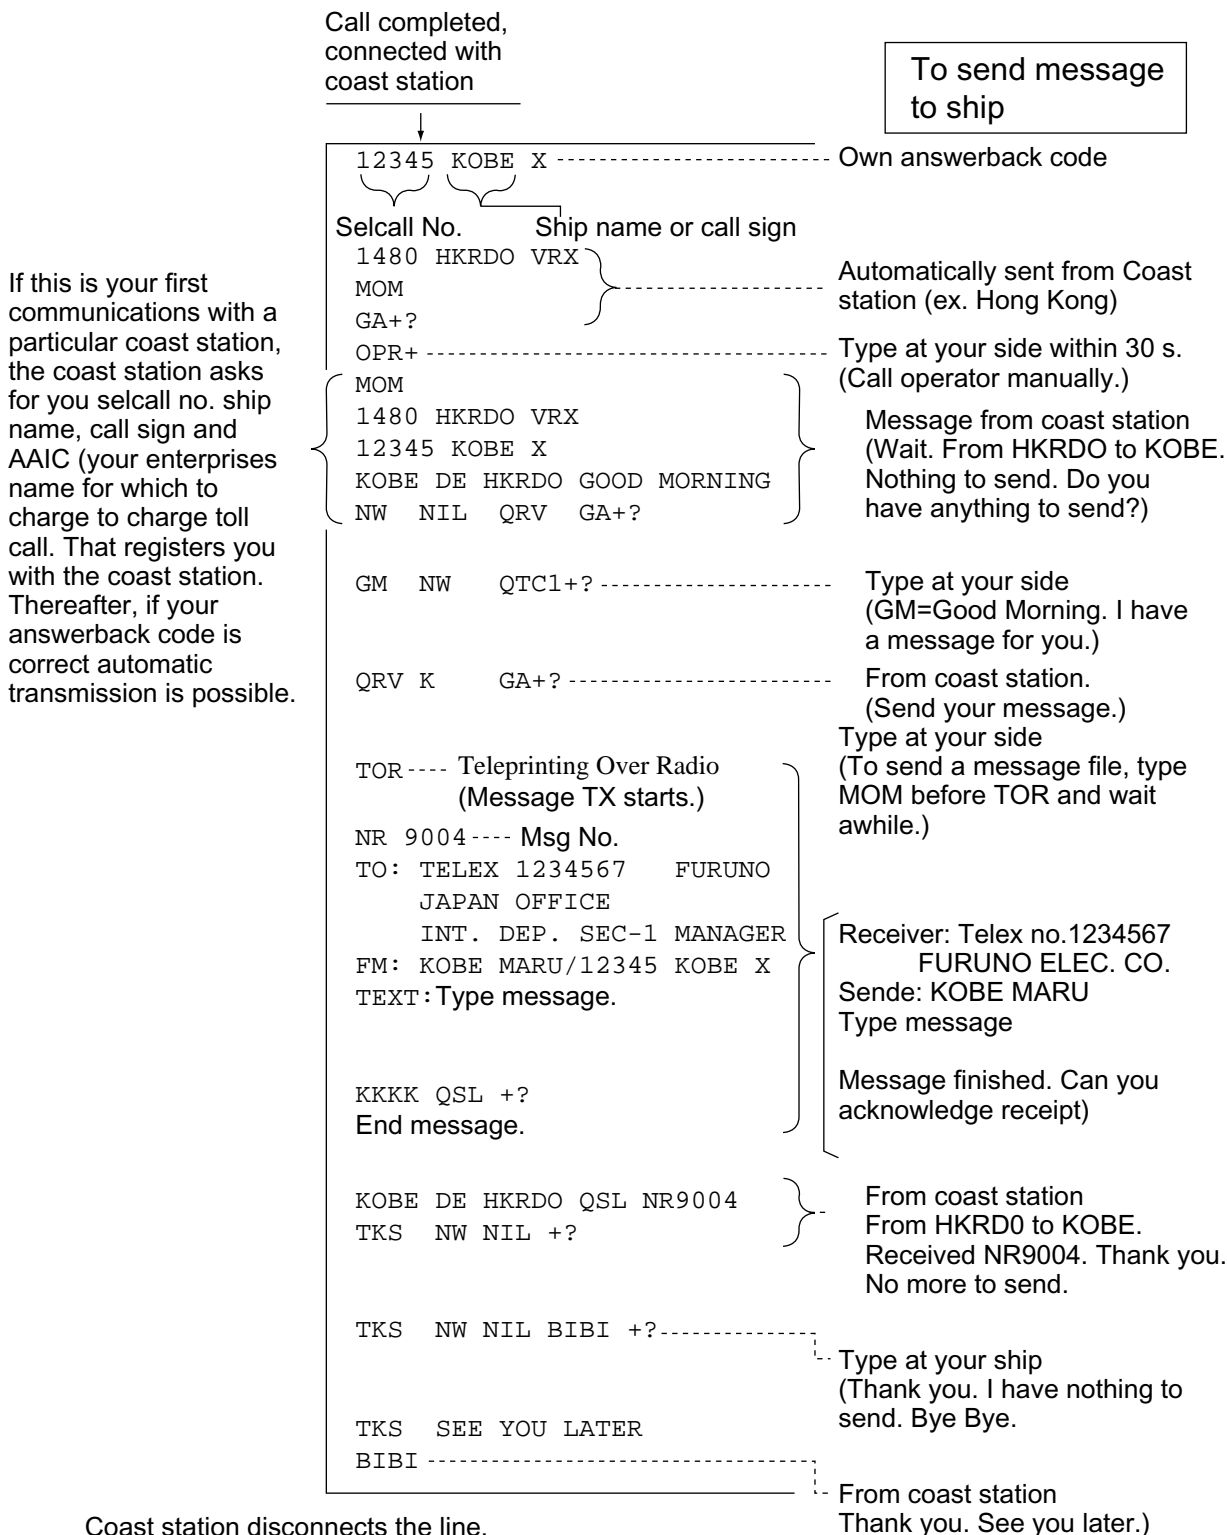 Call completed,
connected with
coast station
To send message
to ship
12345 KOBE X
Own answerback code
Selcall No.
Ship name or call sign
1480 HKRDO VRX
MOM
GA+?
Automatically sent from Coast
station (ex. Hong Kong)
OPR+
Type at your side within 30 s.
(Call operator manually.)
If this is your first
communications with a
particular coast station,
the coast station asks
for you selcall no. ship
name, call sign and
AAIC (your enterprises
name for which to
charge to charge toll
call. That registers you
with the coast station.
Thereafter, if your
answerback code is
correct automatic
transmission is possible.
MOM
1480 HKRDO VRX
12345 KOBE X
KOBE DE HKRDO GOOD MORNING
NW NIL QRV GA+?
Message from coast station
(Wait. From HKRDO to KOBE.
Nothing to send. Do you
have anything to send?)
GM NW QTC1+?
Type at your side
(GM=Good Morning. I have
a message for you.)
QRV K GA+?
From coast station.
(Send your message.)
Type at your side
(To send a message file, type
MOM before TOR and wait
awhile.)
TOR
Teleprinting Over Radio
(Message TX starts.)
NR 9004
Msg No.
TO: TELEX 1234567 FURUNO
JAPAN OFFICE
INT. DEP. SEC-1 MANAGER
FM: KOBE MARU/12345 KOBE X
TEXT:Type message.
Receiver: Telex no.1234567
FURUNO ELEC. CO.
Sende: KOBE MARU
Type message
KKKK QSL +?
End message.
Message finished. Can you
acknowledge receipt)
KOBE DE HKRDO QSL NR9004
TKS NW NIL +?
From coast station
From HKRD0 to KOBE.
Received NR9004. Thank you.
No more to send.
TKS NW NIL BIBI +?
Type at your ship
(Thank you. I have nothing to
send. Bye Bye.
TKS SEE YOU LATER
BIBI
From coast station
Thank you. See you later.)
Coast station disconnects the line.